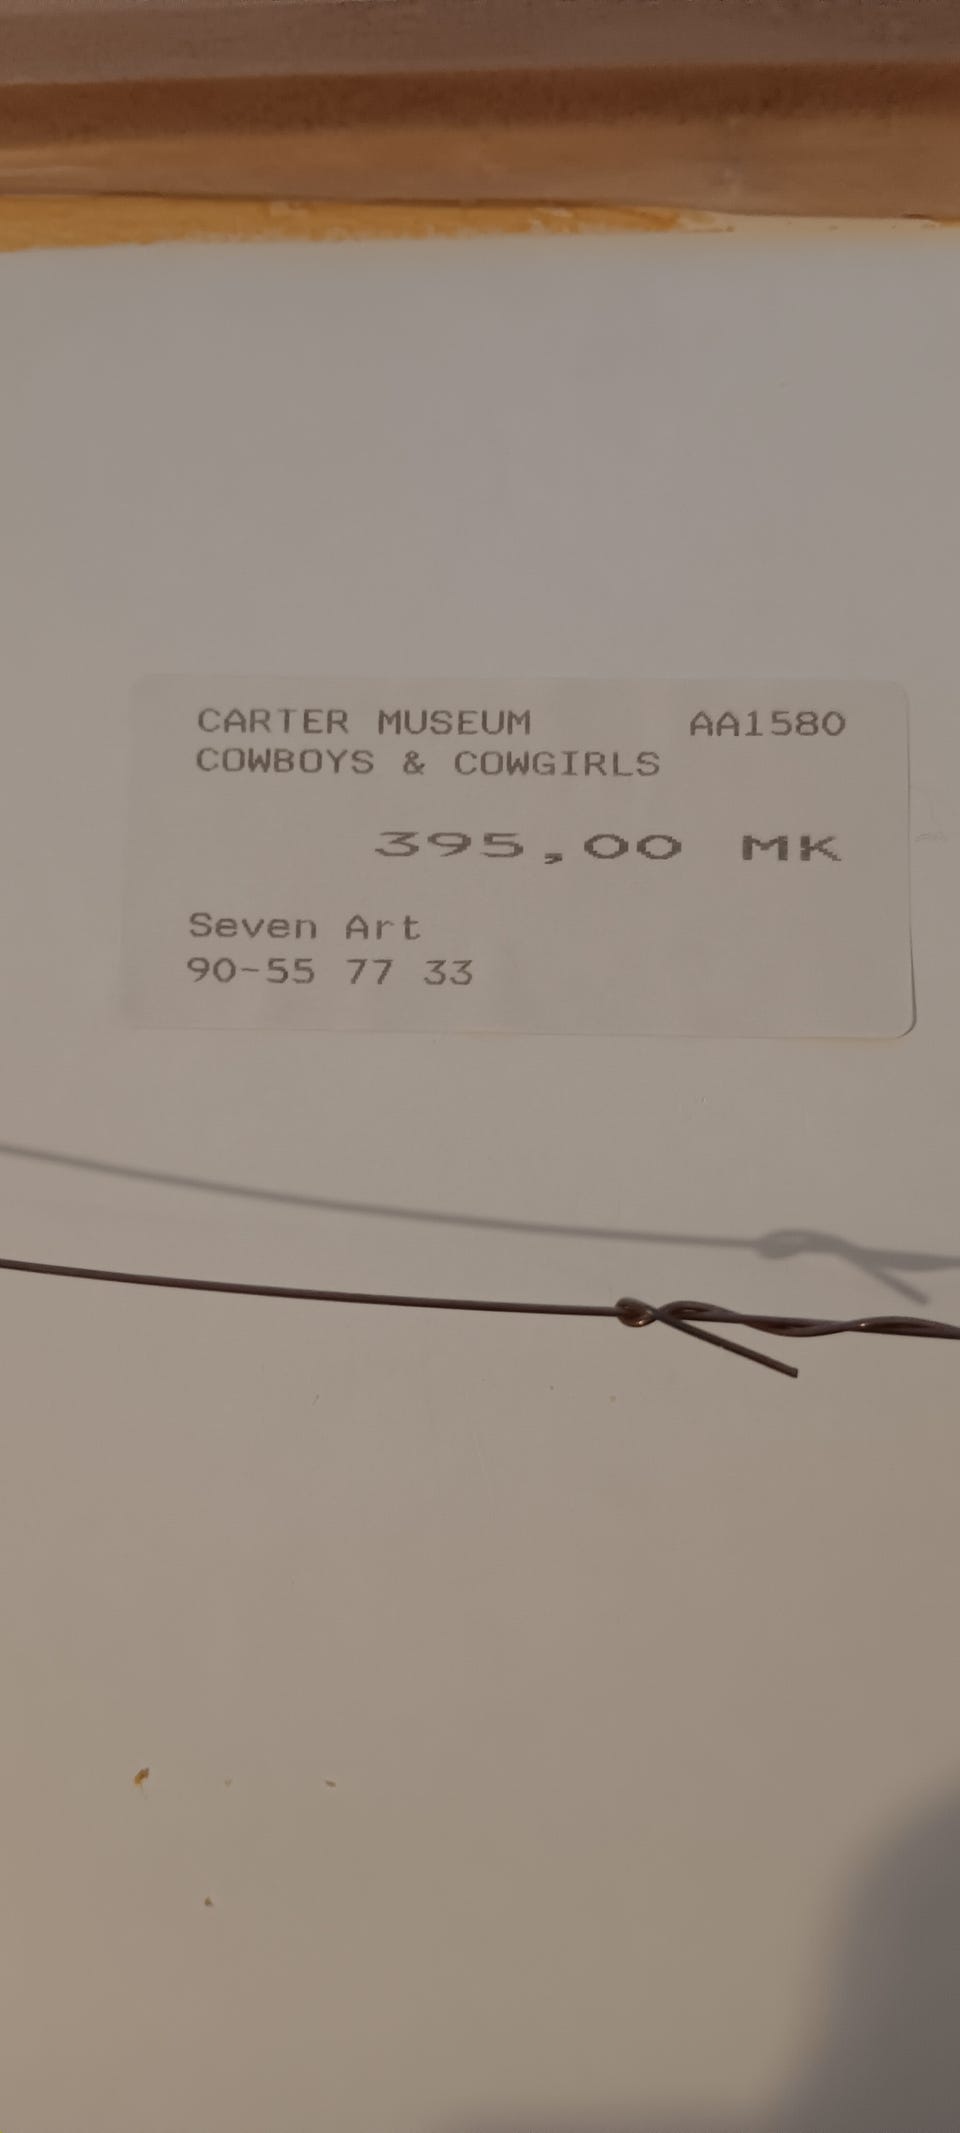 CARTER MUSEUM AA1580
COWBOYS & COWGIRLS
395,00 MK
Seven Art
90-55 77 33